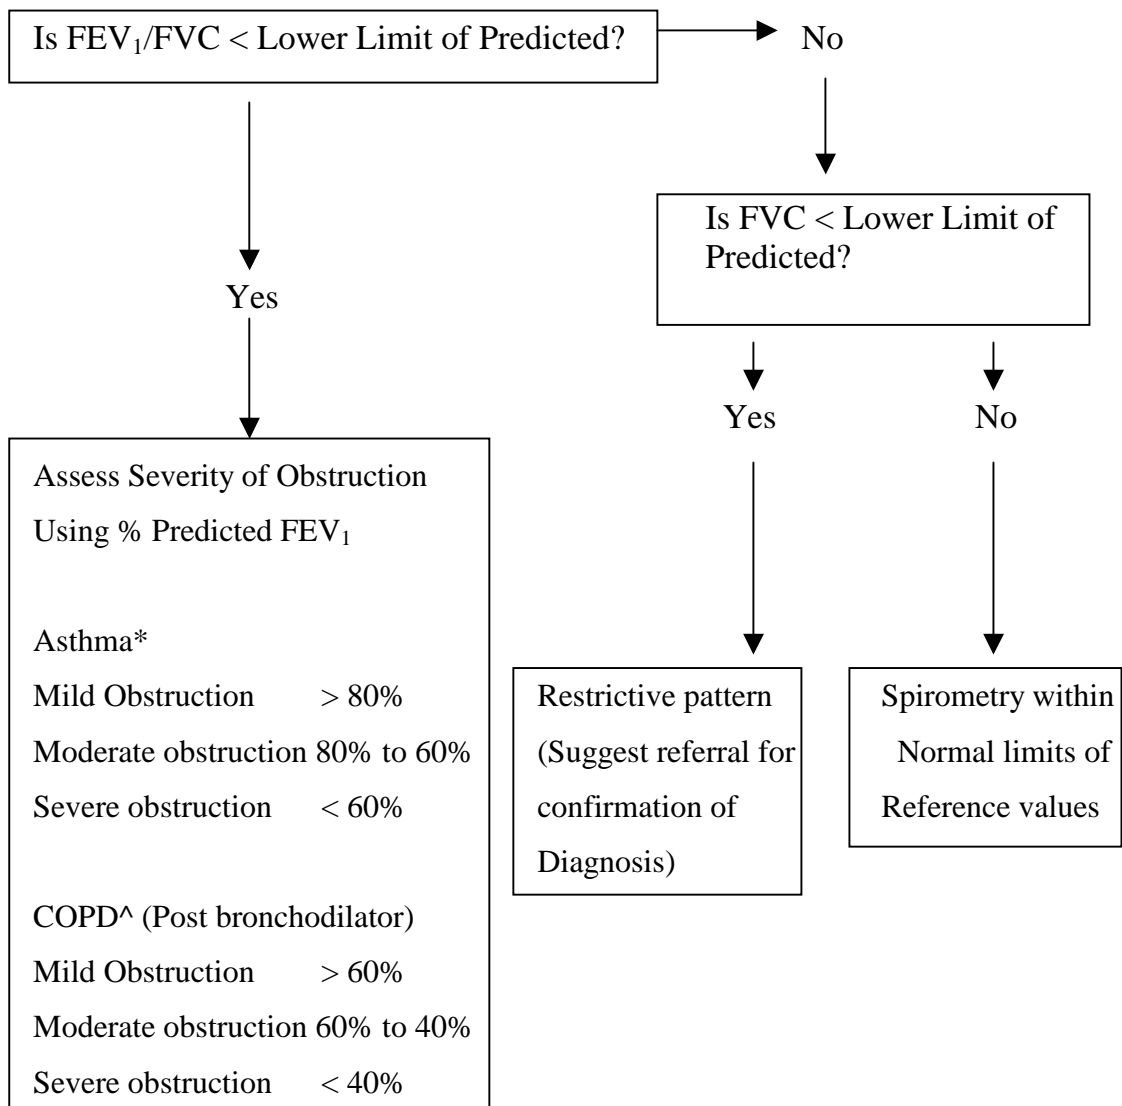 Is FEV₁/FVC < Lower Limit of Predicted?
No
Is FVC < Lower Limit of
Predicted?
Yes
Yes
No
Assess Severity of Obstruction
Using % Predicted FEV₁
Asthma*
Mild Obstruction > 80%
Moderate obstruction 80% to 60%
Severe obstruction < 60%
COPD^ (Post bronchodilator)
Mild Obstruction > 60%
Moderate obstruction 60% to 40%
Severe obstruction < 40%
Restrictive pattern
(Suggest referral for
confirmation of
Diagnosis)
Spirometry within
Normal limits of
Reference values